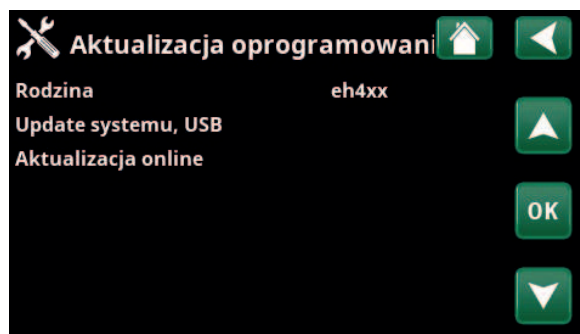 Aktualizacja oprogramowani
Rodzina eh4xx
Update systemu, USB
Aktualizacja online
OK